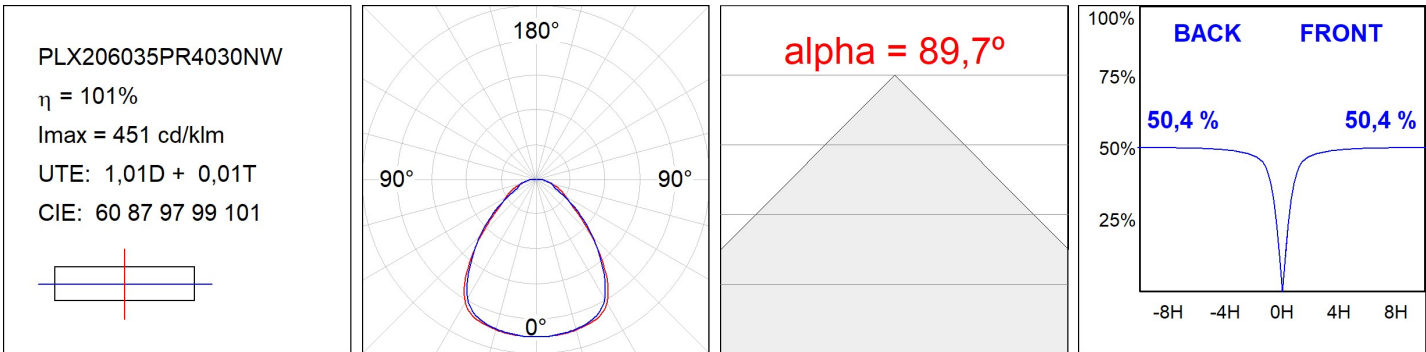 PLX206035PR4030NW
η = 101%
Imax = 451 cd/klm
UTE: 1,01D + 0,01T
CIE: 60 87 97 99 101
180°
90° 90°
0°
alpha = 89,7º
100%
BACK FRONT
75%
50,4 % 50,4 %
50%
25%
-8H -4H 0H 4H 8H